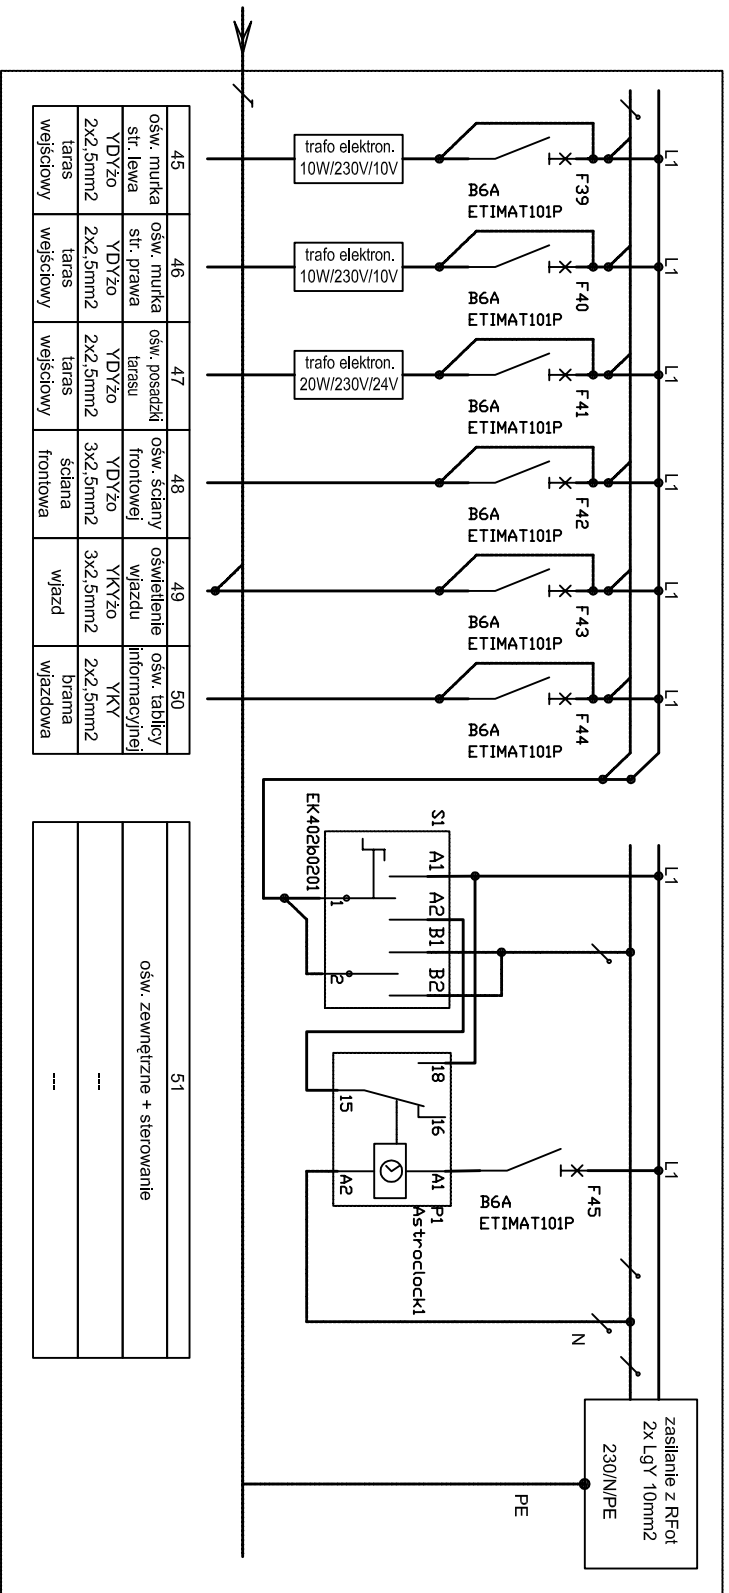 L1
L1
L1
L1
L1
L1
L1
L1
F39
B6A
ETIMAT101P
F40
B6A
ETIMAT101P
F41
B6A
ETIMAT101P
F42
B6A
ETIMAT101P
F43
B6A
ETIMAT101P
F44
B6A
ETIMAT101P
F45
B6A
ETIMAT101P
trafo elektron.
10W/230V/10V
trafo elektron.
10W/230V/10V
trafo elektron.
20W/230V/24V
S1
EK402b0201
A1
A2
B1
B2
1
2
18
16
15
A1
A2
P1
Astroclock1
N
PE
zasilanie z RFot
2x LgY 10mm2
230/N/PE
45
ośw. murka
str. lewa
YDYżo
2x2,5mm2
taras
wejściowy
46
ośw. murka
str. prawa
YDYżo
2x2,5mm2
taras
wejściowy
47
ośw. posadzki
tarasu
YDYżo
2x2,5mm2
taras
wejściowy
48
ośw. ściany
frontowej
YDYżo
3x2,5mm2
ściana
frontowa
49
oświetlenie
wjazdu
YKYżo
3x2,5mm2
wjazd
50
ośw. tablicy
informacyjnej
YKY
2x2,5mm2
brama
wjazdowa
51
ośw. zewnętrzne + sterowanie
---
---